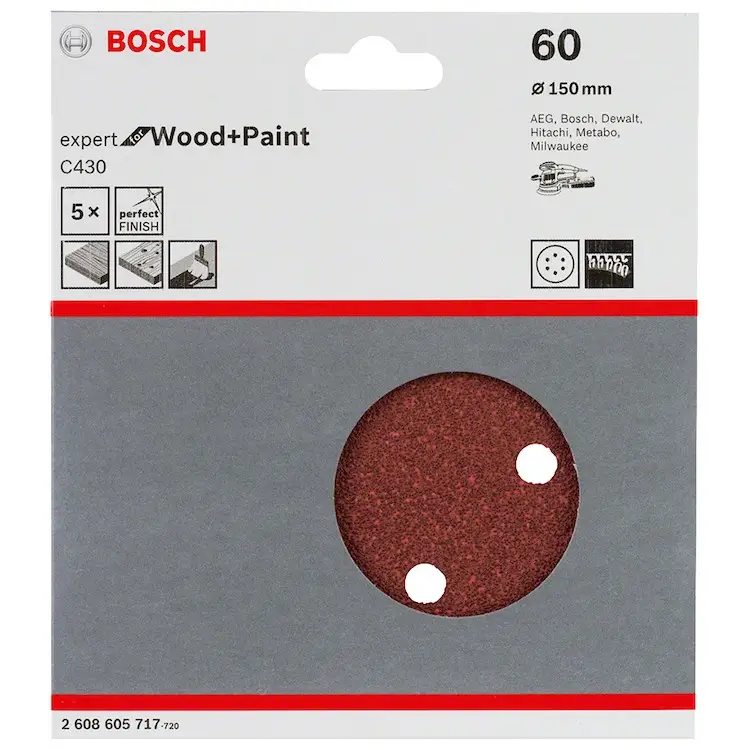 BOSCH
expert for Wood+Paint
C430
5×
perfect
FINISH
60
Ø 150 mm
AEG, Bosch, Dewalt,
Hitachi, Metabo,
Milwaukee
2 608 605 717-720